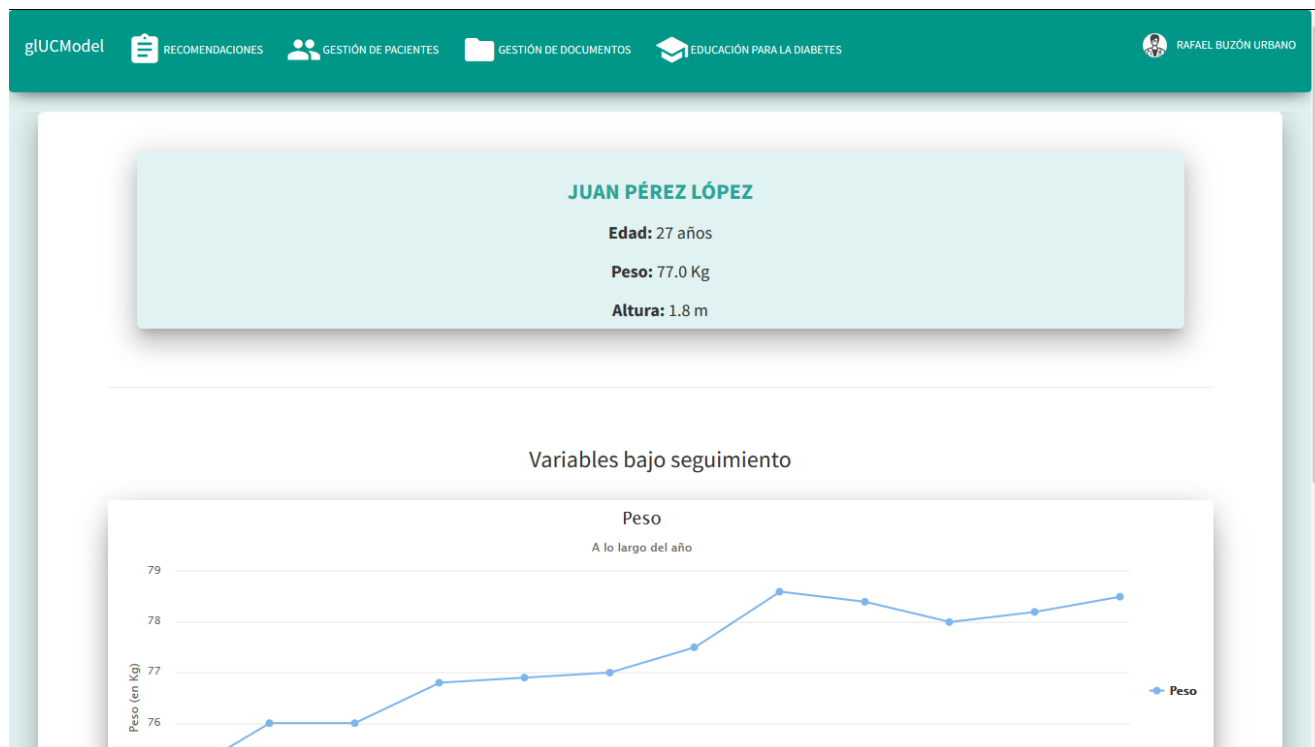 glUCModel
RECOMENDACIONES
GESTIÓN DE PACIENTES
GESTIÓN DE DOCUMENTOS
EDUCACIÓN PARA LA DIABETES
RAFAEL BUZÓN URBANO
JUAN PÉREZ LÓPEZ
Edad: 27 años
Peso: 77.0 Kg
Altura: 1.8 m
Variables bajo seguimiento
Peso
A lo largo del año
79
78
77
76
Peso (en Kg)
Peso